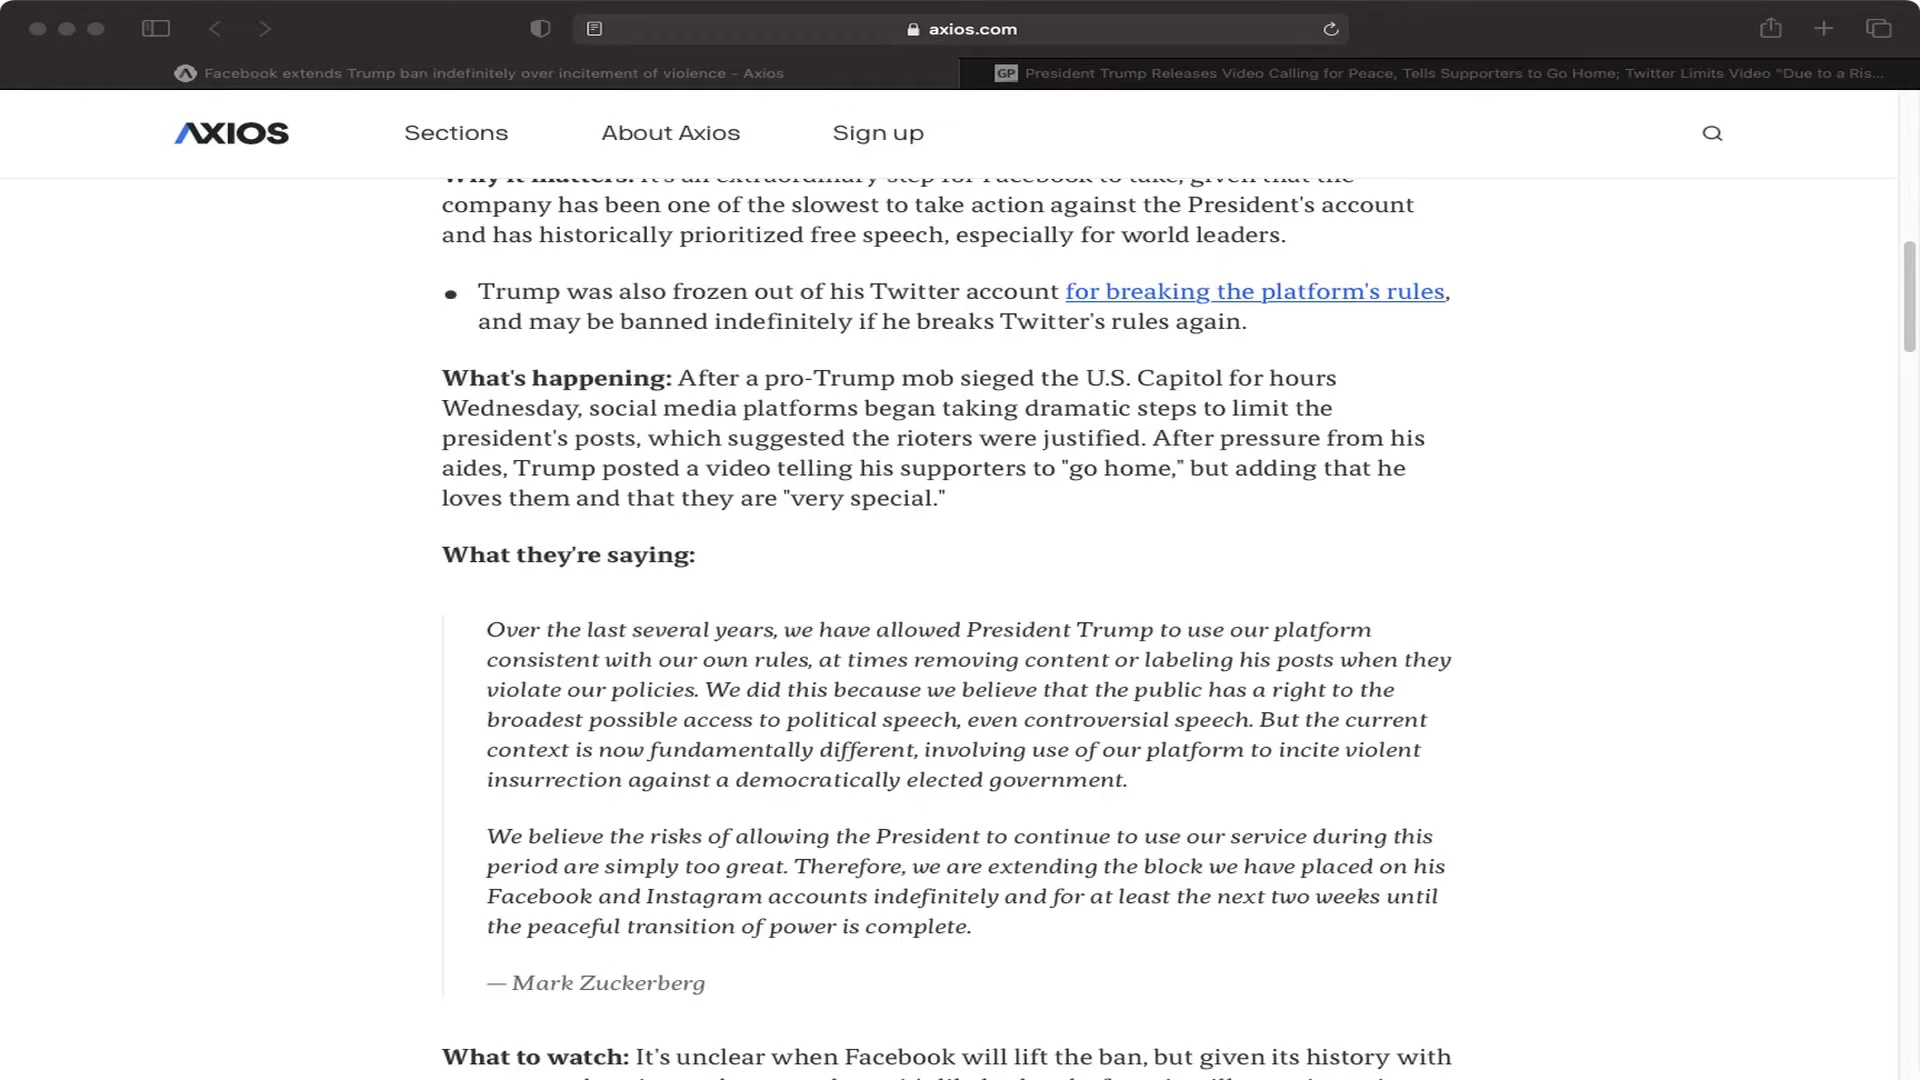 axios.com
Facebook extends Trump ban indefinitely over incitement of violence - Axios
GP President Trump Releases Video Calling for Peace, Tells Supporters to Go Home; Twitter Limits Video "Due to a Ris...
AXIOS Sections About Axios Sign up
Why it matters: It's an extraordinary step for Facebook to take, given that the
company has been one of the slowest to take action against the President's account
and has historically prioritized free speech, especially for world leaders.
• Trump was also frozen out of his Twitter account for breaking the platform's rules,
and may be banned indefinitely if he breaks Twitter's rules again.
What's happening: After a pro-Trump mob sieged the U.S. Capitol for hours
Wednesday, social media platforms began taking dramatic steps to limit the
president's posts, which suggested the rioters were justified. After pressure from his
aides, Trump posted a video telling his supporters to "go home," but adding that he
loves them and that they are "very special."
What they're saying:
Over the last several years, we have allowed President Trump to use our platform
consistent with our own rules, at times removing content or labeling his posts when they
violate our policies. We did this because we believe that the public has a right to the
broadest possible access to political speech, even controversial speech. But the current
context is now fundamentally different, involving use of our platform to incite violent
insurrection against a democratically elected government.
We believe the risks of allowing the President to continue to use our service during this
period are simply too great. Therefore, we are extending the block we have placed on his
Facebook and Instagram accounts indefinitely and for at least the next two weeks until
the peaceful transition of power is complete.
— Mark Zuckerberg
What to watch: It's unclear when Facebook will lift the ban, but given its history with